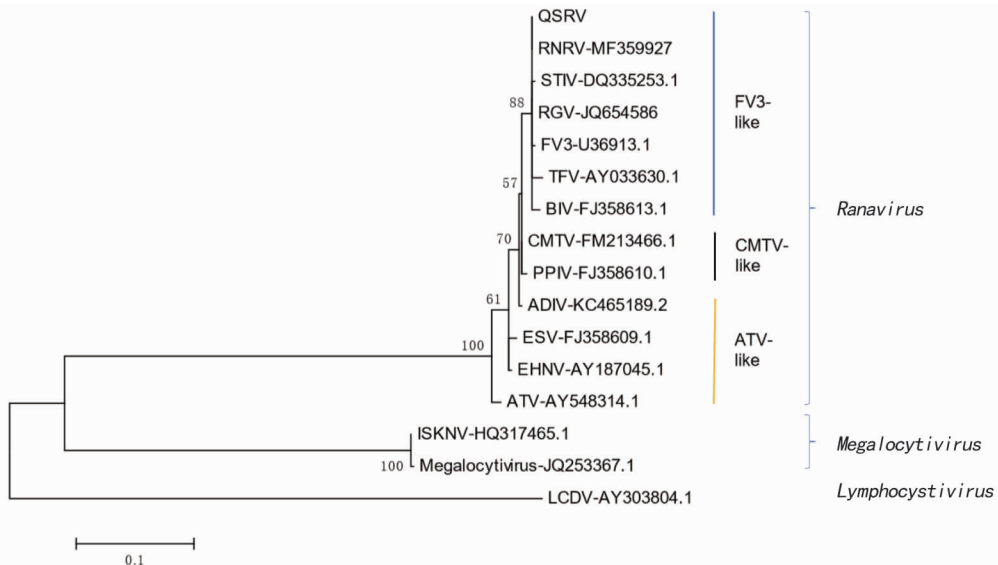 QSRV
RNRV-MF359927
STIV-DQ335253.1
88
FV3-
like
RGV-JQ654586
FV3-U36913.1
TFV-AY033630.1
57
BIV-FJ358613.1
Ranavirus
70
CMTV-FM213466.1
CMTV-
like
PPIV-FJ358610.1
61
ADIV-KC465189.2
ESV-FJ358609.1
ATV-
like
100
EHNV-AY187045.1
ATV-AY548314.1
ISKNV-HQ317465.1
Megalocytivirus
100
Megalocytivirus-JQ253367.1
LCDV-AY303804.1
Lymphocystivirus
0.1